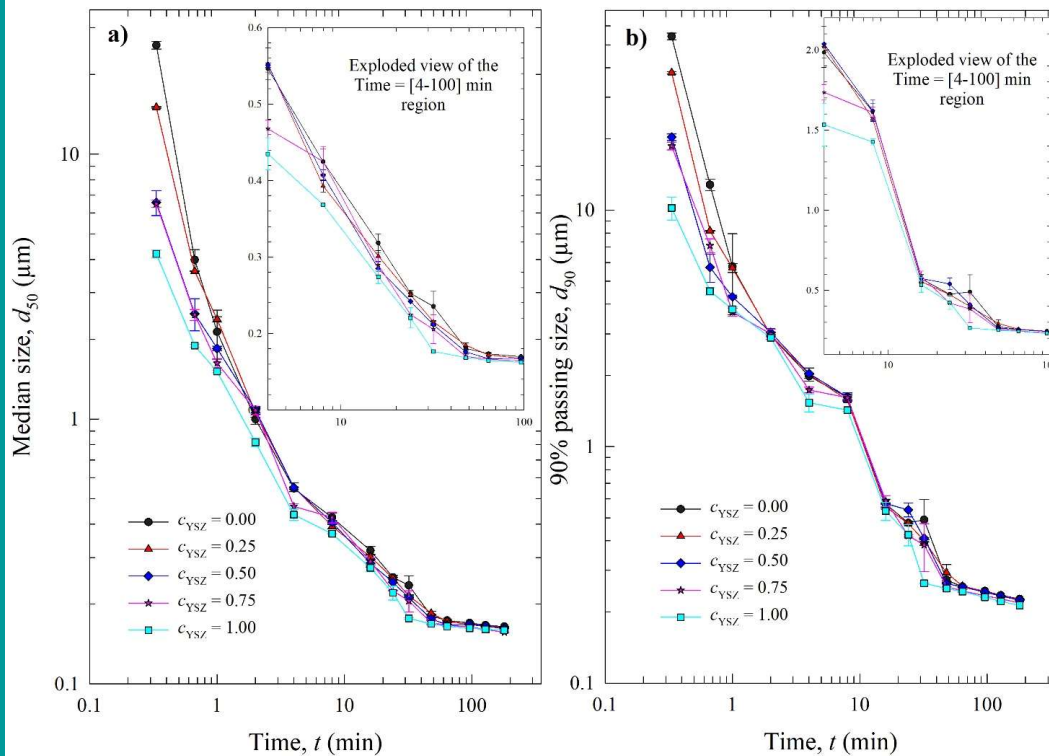 a)
Median size, d50 (μm)
10
1
0.1
0.1
1
10
100
Time, t (min)
cYSZ = 0.00
cYSZ = 0.25
cYSZ = 0.50
cYSZ = 0.75
cYSZ = 1.00
Exploded view of the
Time = [4-100] min
region
0.6
0.5
0.4
0.3
0.2
10
100
b)
90% passing size, d90 (μm)
10
1
0.1
0.1
1
10
100
Time, t (min)
cYSZ = 0.00
cYSZ = 0.25
cYSZ = 0.50
cYSZ = 0.75
cYSZ = 1.00
Exploded view of the
Time = [4-100] min
region
2.0
1.5
1.0
0.5
10
100